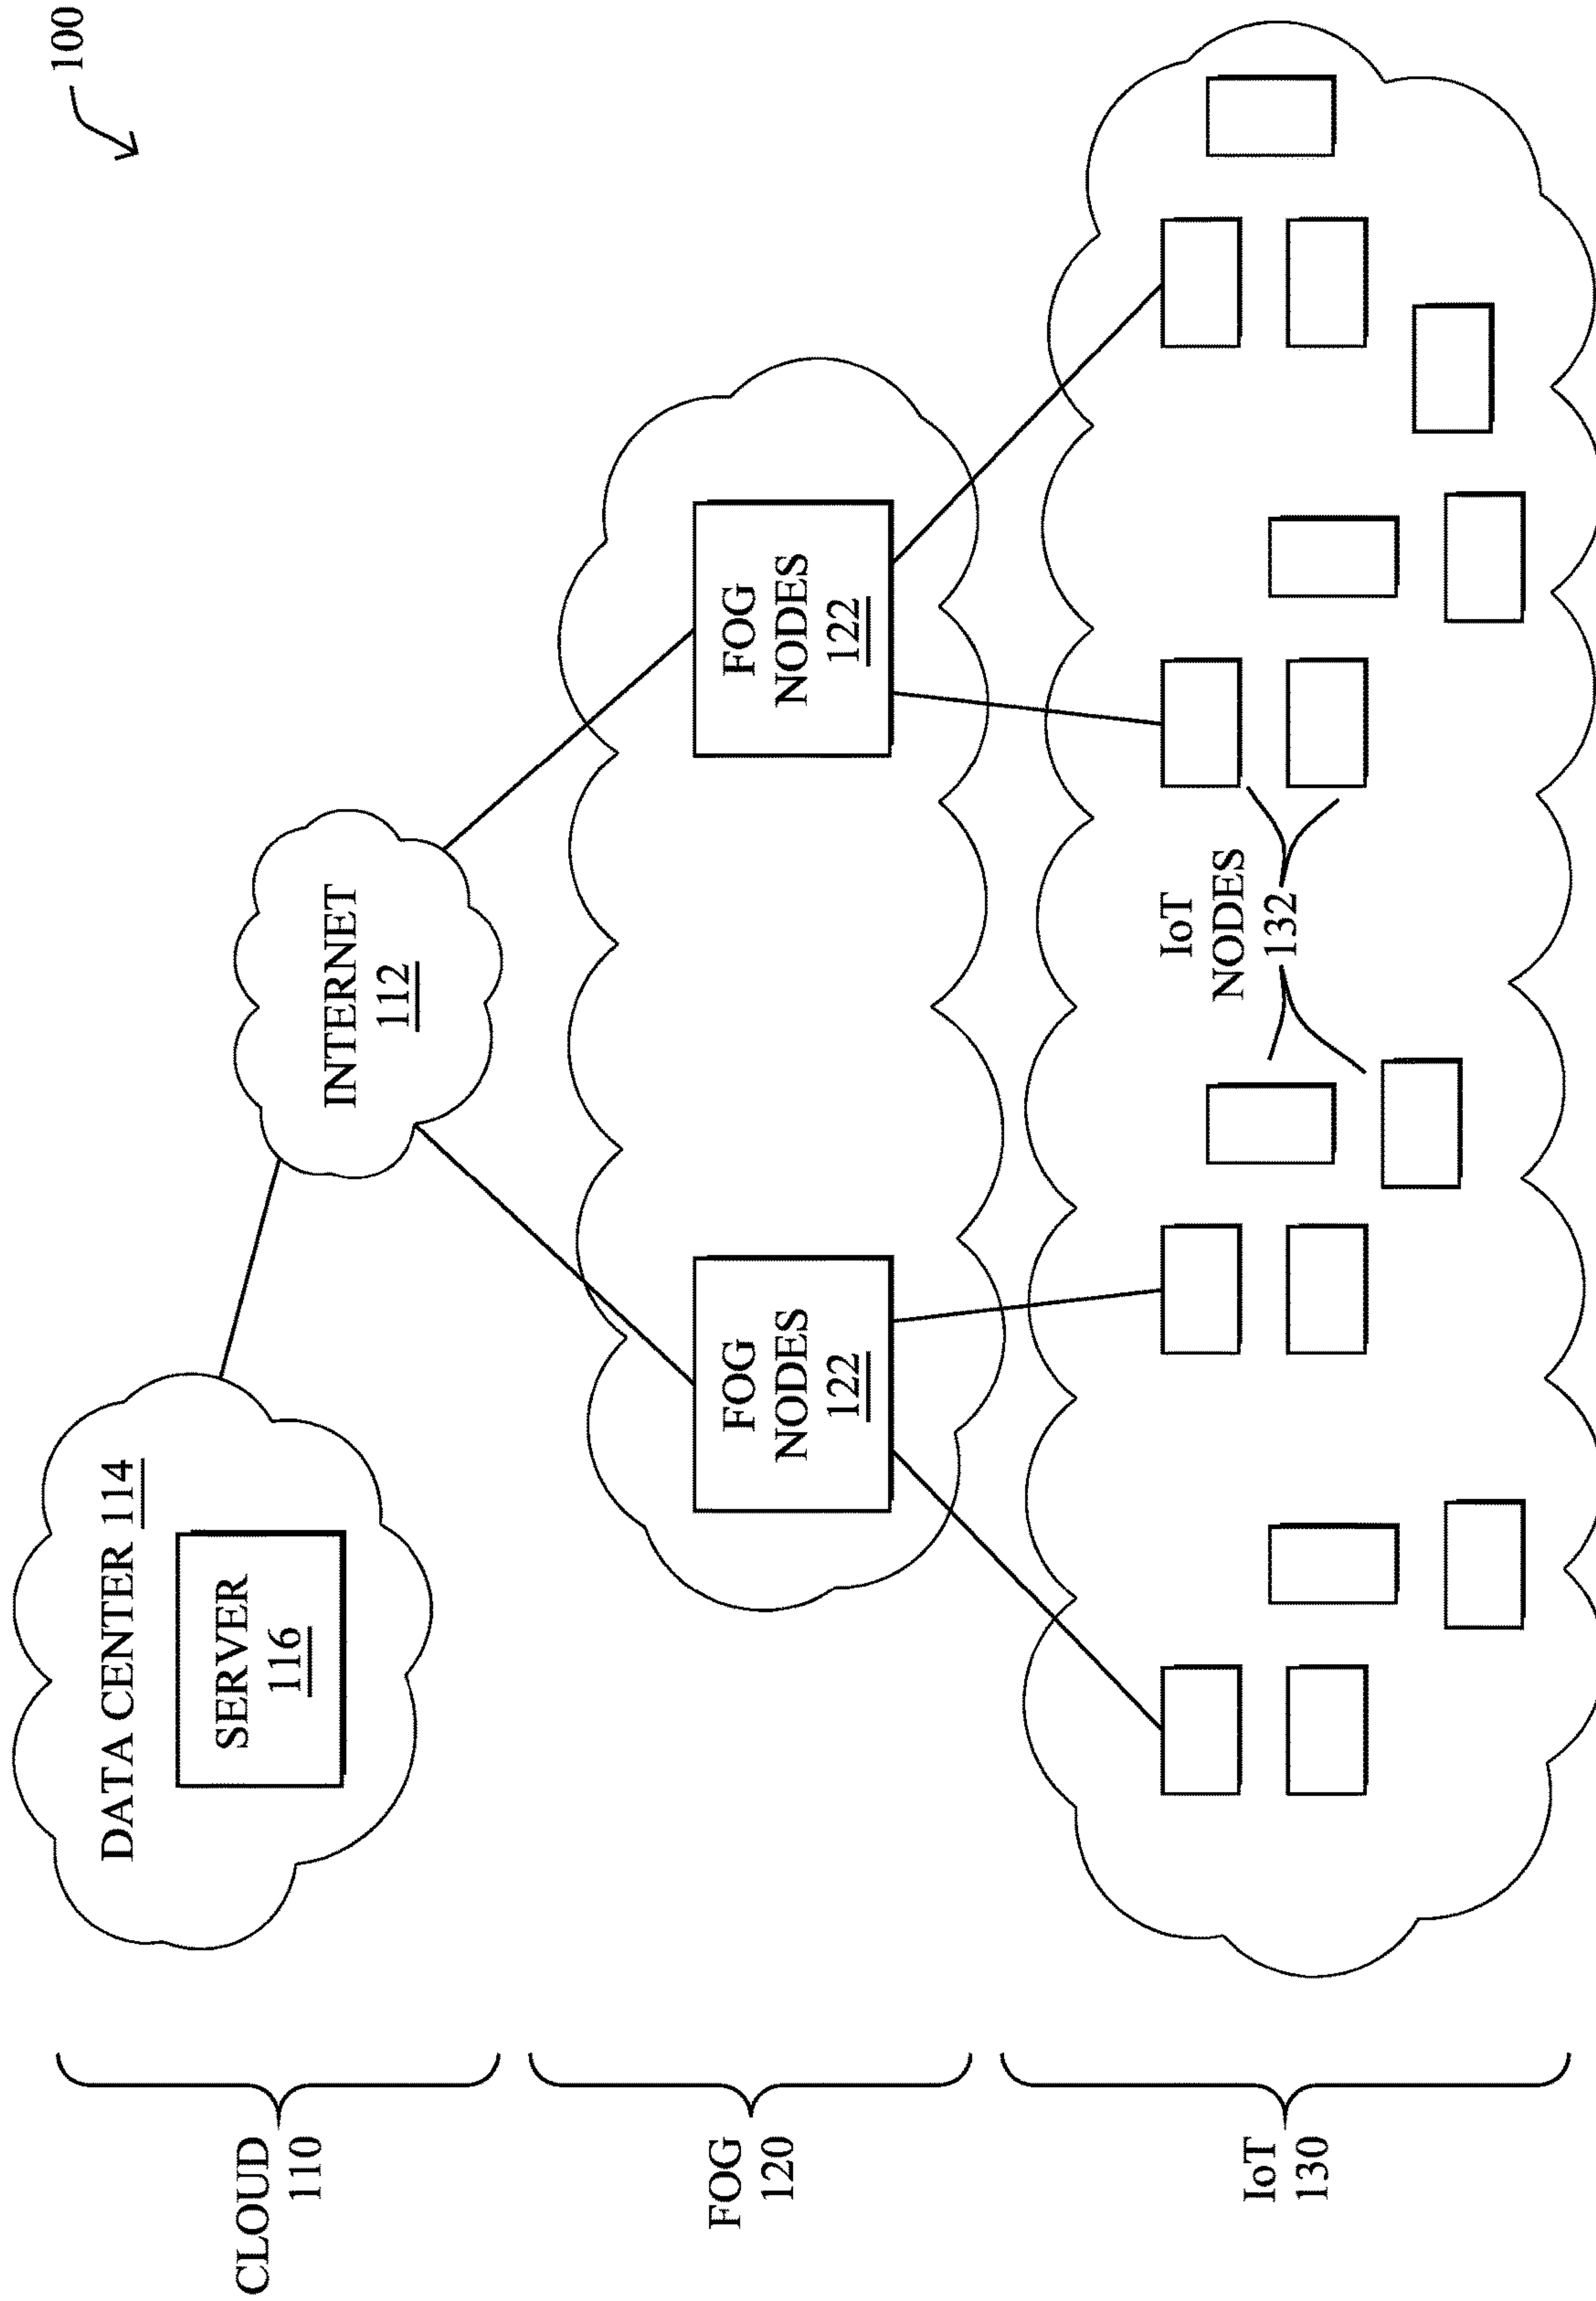 100
CLOUD
110
DATA CENTER 114
SERVER
116
INTERNET
112
FOG
120
FOG
NODES
122
FOG
NODES
122
IoT
130
IoT
NODES
132